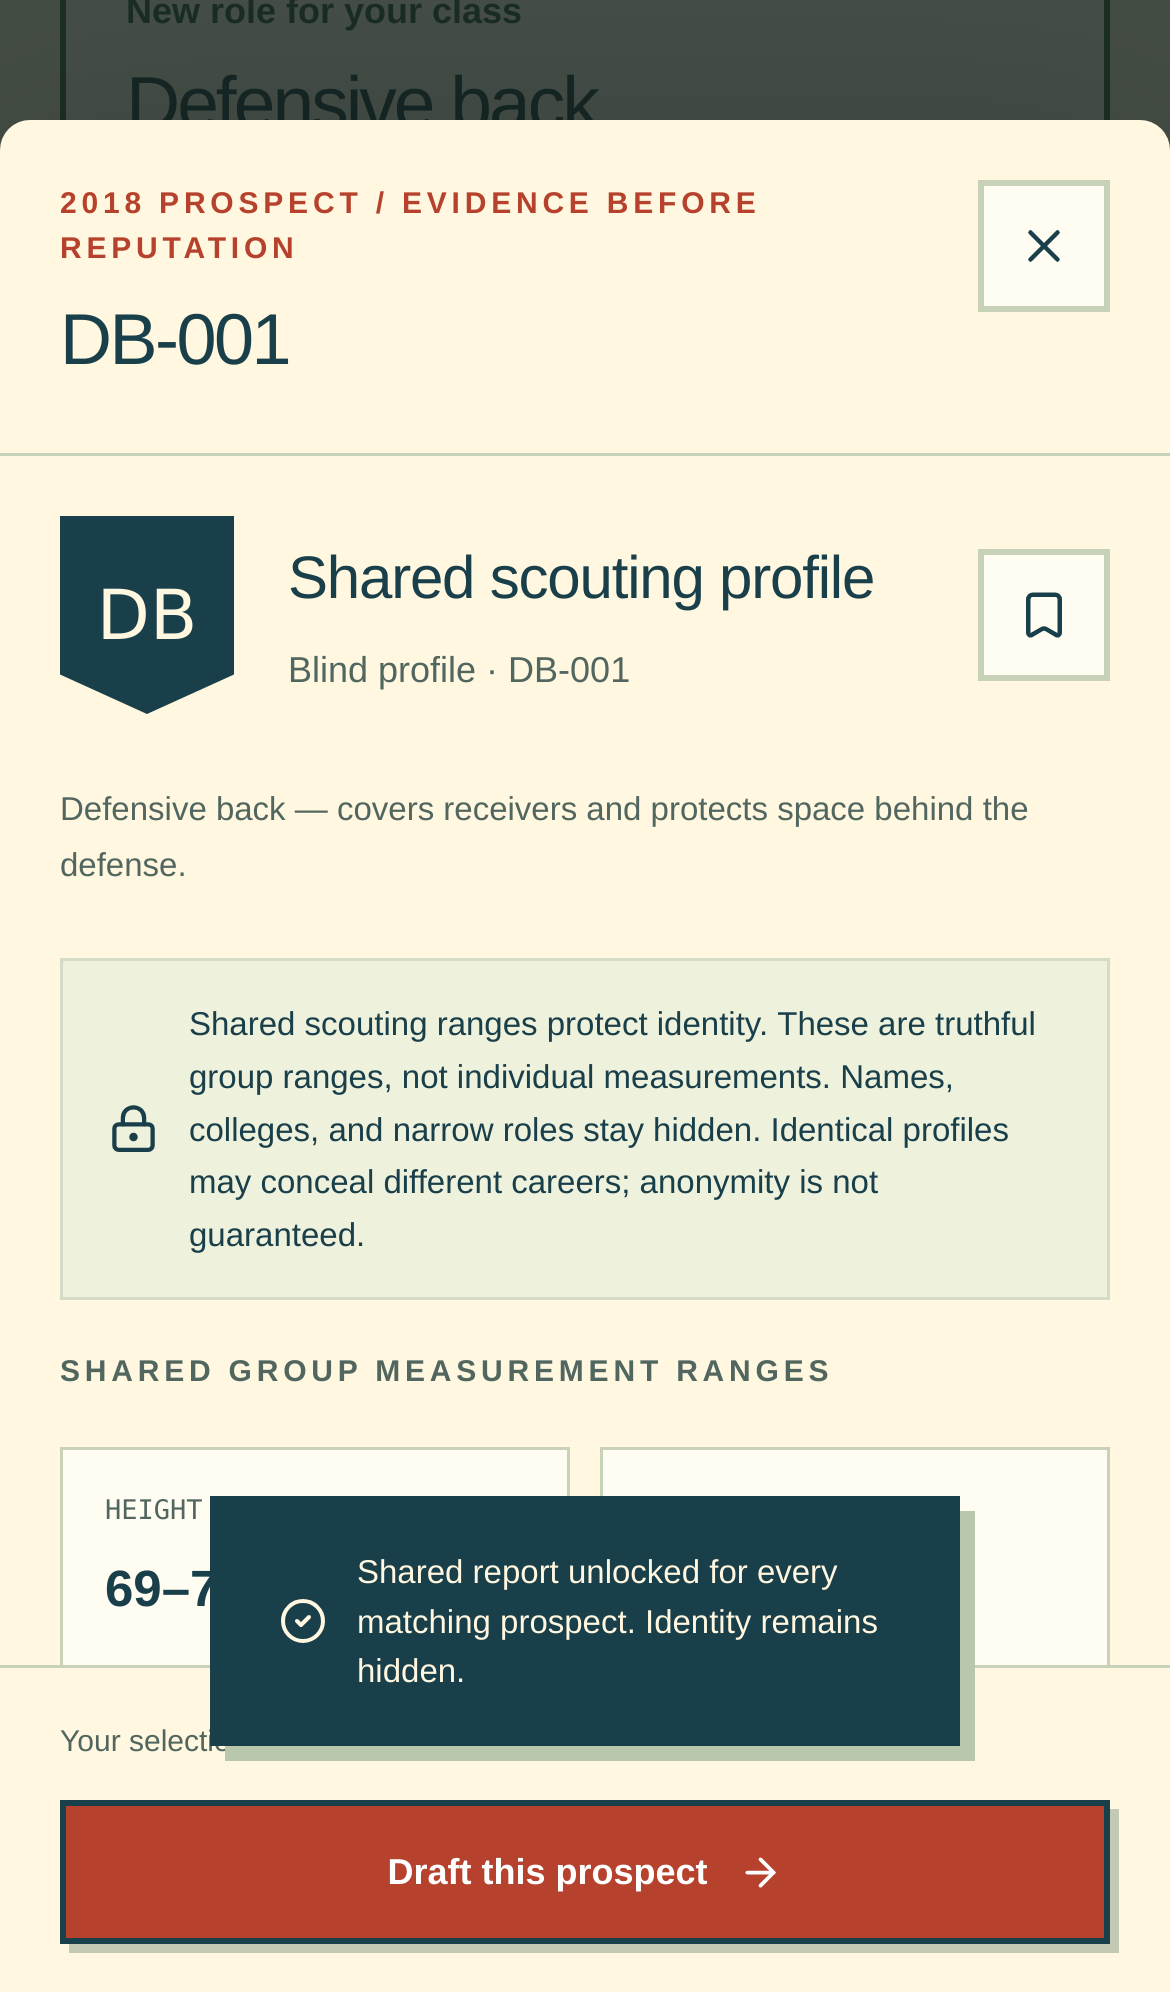 New role for your class
Defensive back
2018 PROSPECT / EVIDENCE BEFORE
REPUTATION
DB-001
DB
Shared scouting profile
Blind profile · DB-001
Defensive back — covers receivers and protects space behind the
defense.
Shared scouting ranges protect identity. These are truthful
group ranges, not individual measurements. Names,
colleges, and narrow roles stay hidden. Identical profiles
may conceal different careers; anonymity is not
guaranteed.
SHARED GROUP MEASUREMENT RANGES
HEIGHT
Shared report unlocked for every
matching prospect. Identity remains
hidden.
Your
Draft this prospect